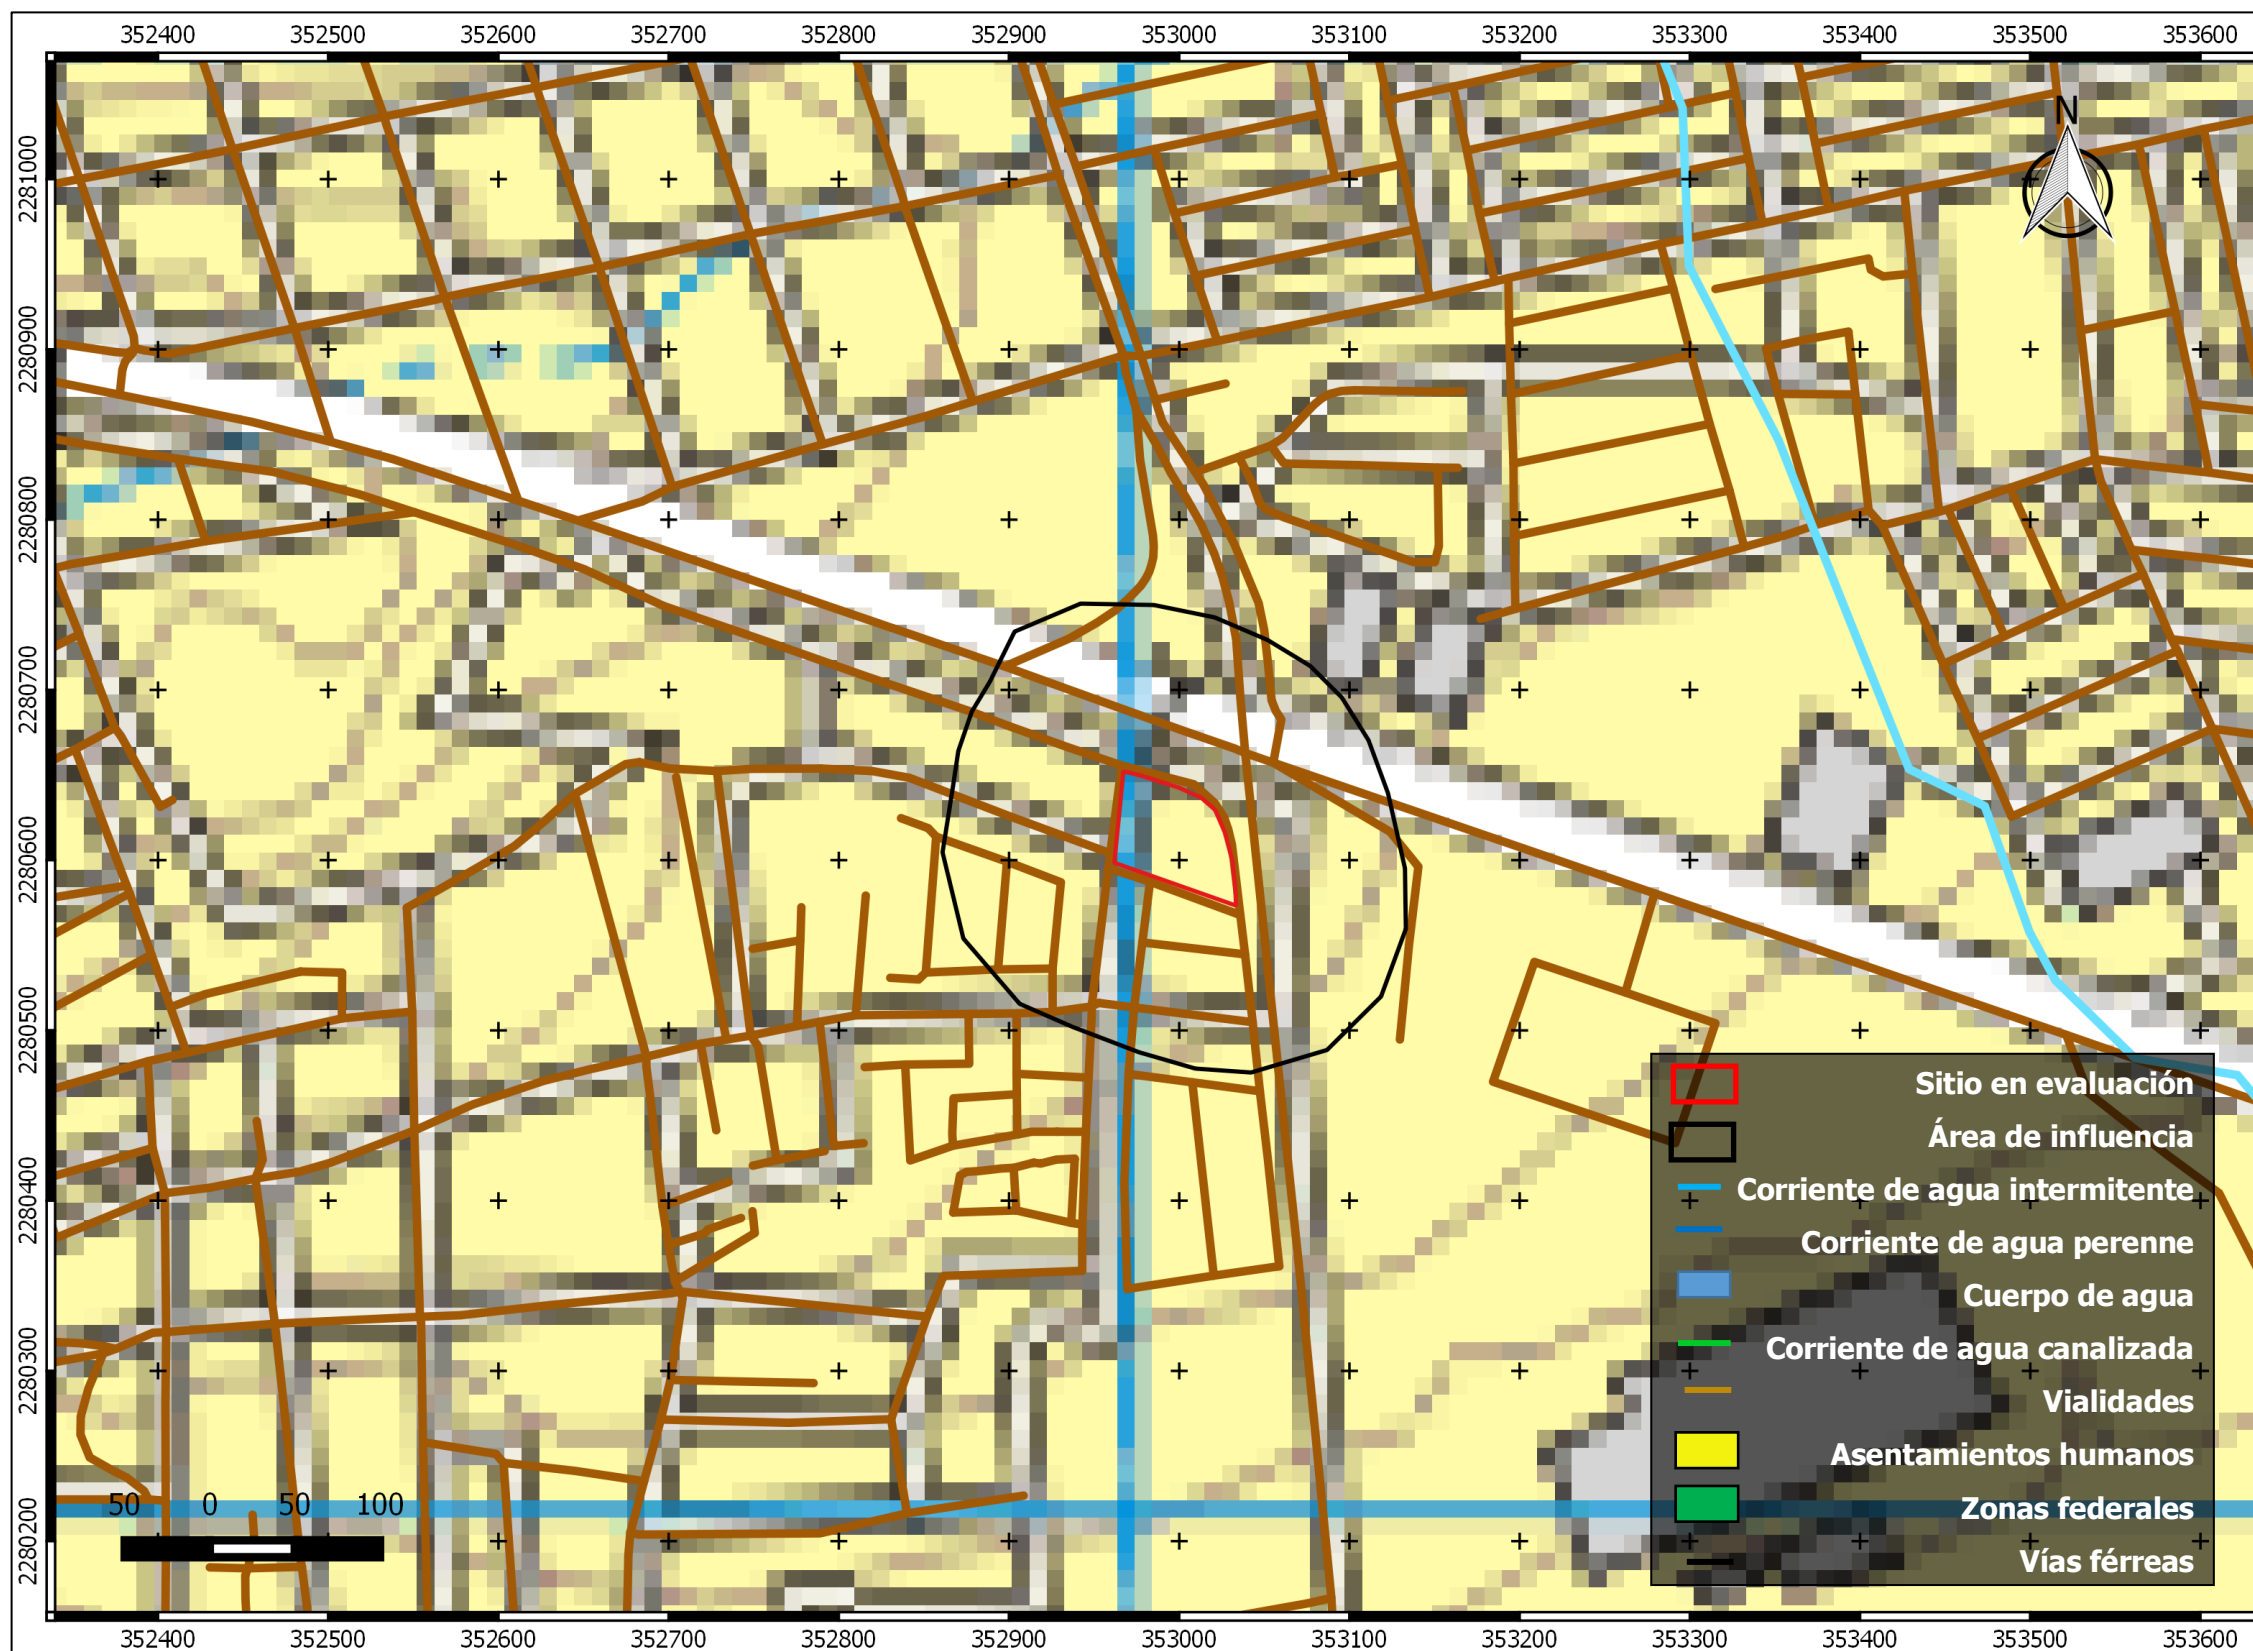 352400 352500 352600 352700 352800 352900 353000 353100 353200 353300 353400 353500 353600
N
2281000
2280900
2280800
2280700
2280600
2280500
2280400
2280300
2280200
Sitio en evaluación
Área de influencia
Corriente de agua intermitente
Corriente de agua perenne
Cuerpo de agua
Corriente de agua canalizada
Vialidades
Asentamientos humanos
Zonas federales
Vías férreas
50 0 50 100
352400 352500 352600 352700 352800 352900 353000 353100 353200 353300 353400 353500 353600